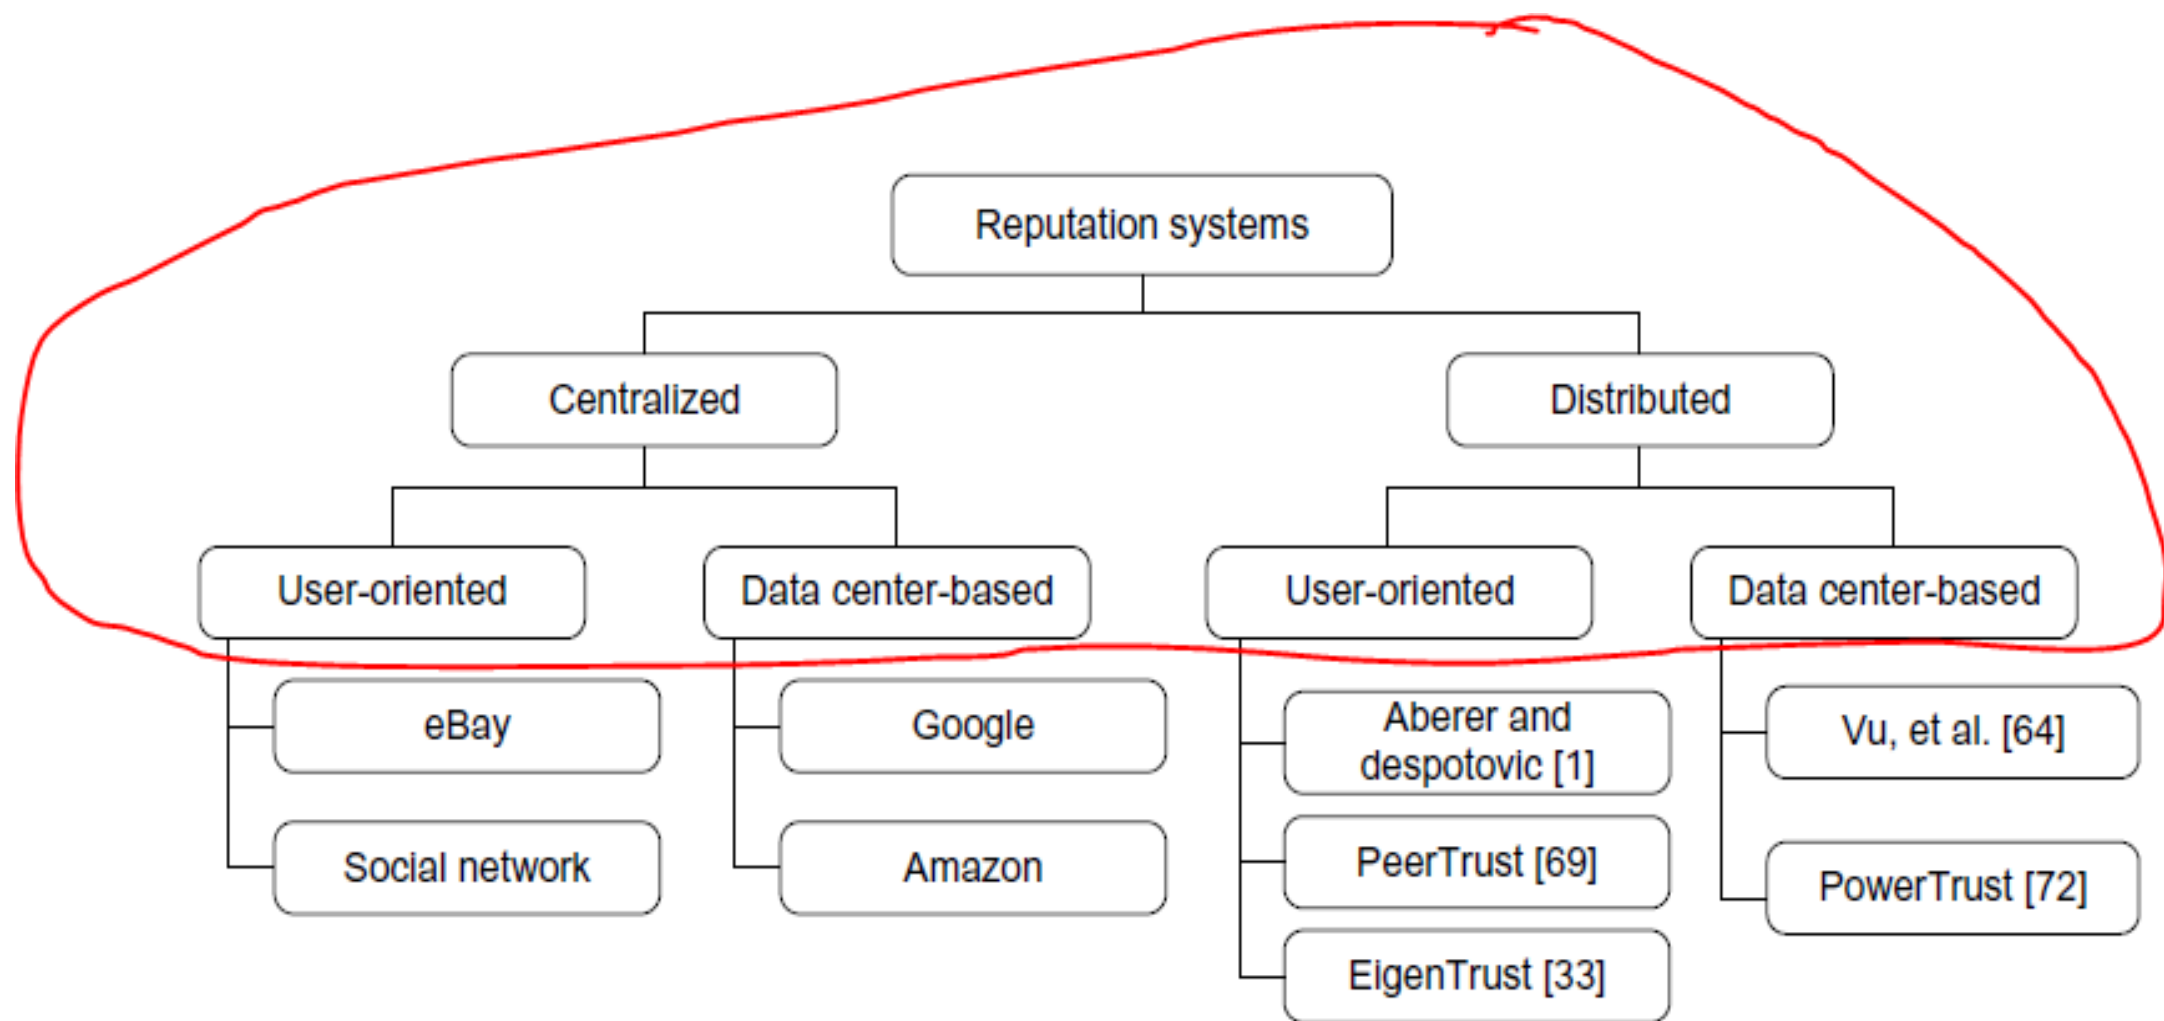 Reputation systems
Centralized
Distributed
User-oriented
Data center-based
User-oriented
Data center-based
eBay
Google
Aberer and
despotovic [1]
Vu, et al. [64]
Social network
Amazon
PeerTrust [69]
PowerTrust [72]
EigenTrust [33]